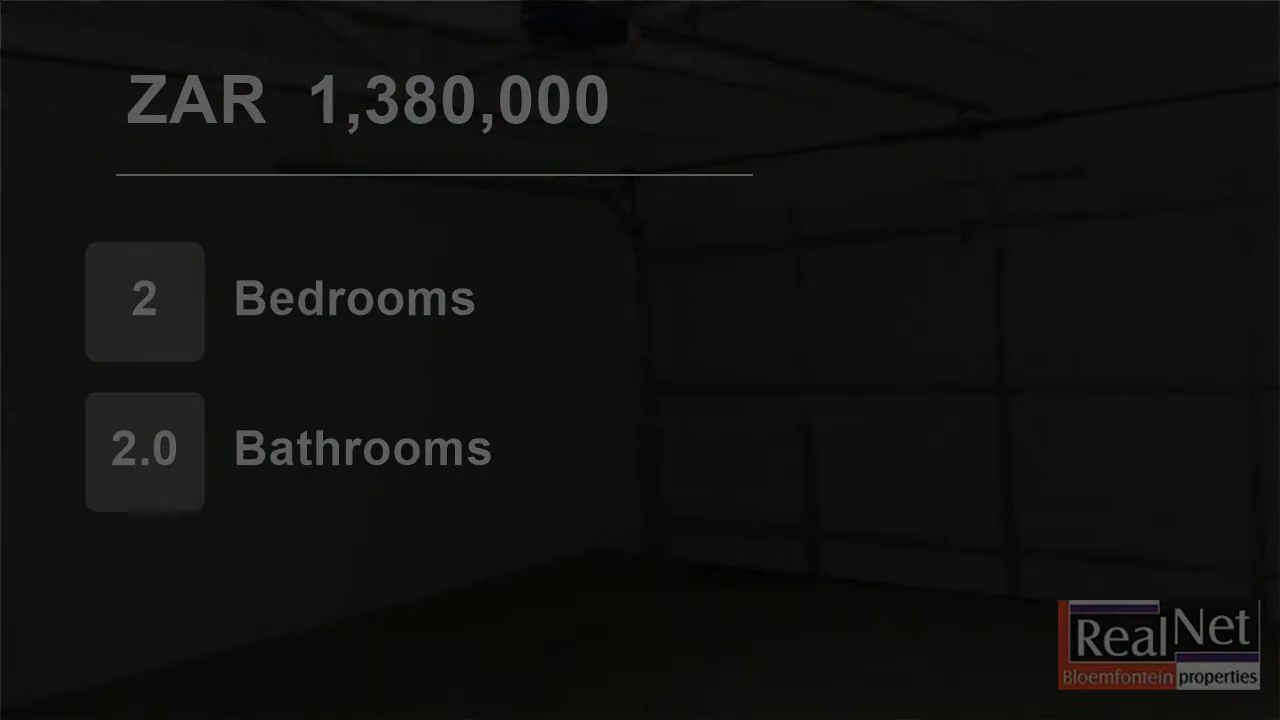 ZAR 1,380,000
2 Bedrooms
2.0 Bathrooms
RealNet
Bloemfontein properties